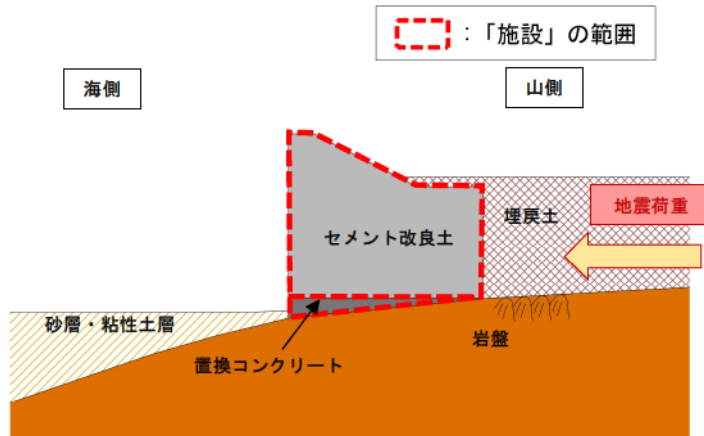 ：「施設」の範囲
海側
山側
セメント改良土
埋戻土
地震荷重
砂層・粘性土層
置換コンクリート
岩盤